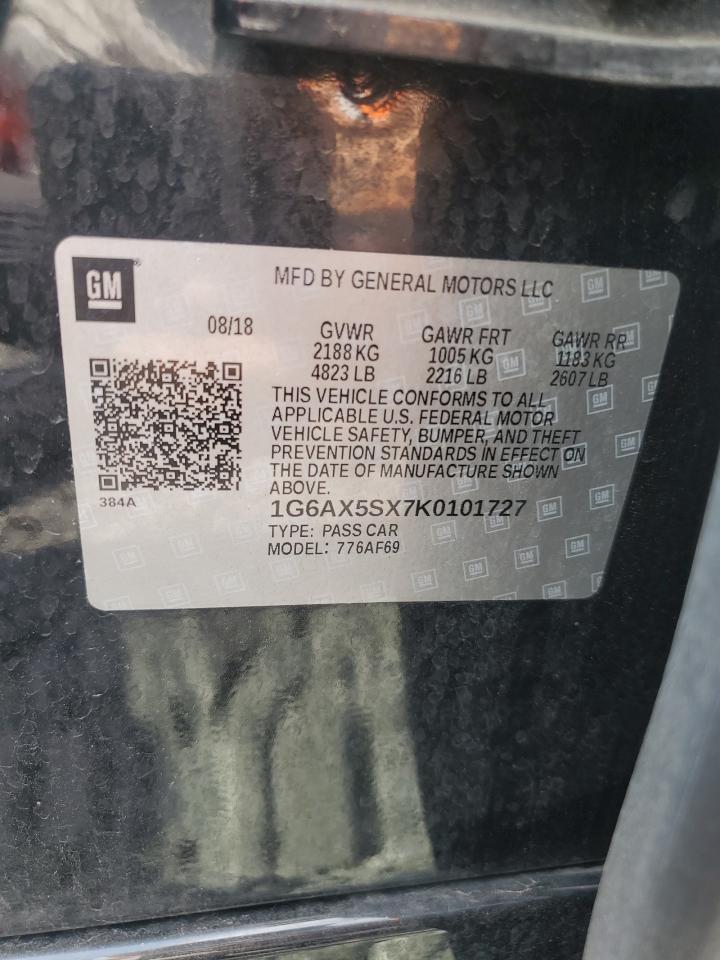 GM
MFD BY GENERAL MOTORS LLC
08/18
GVWR GAWR FRT GAWR RR
2188 KG 1005 KG 1183 KG
4823 LB 2216 LB 2607 LB
THIS VEHICLE CONFORMS TO ALL
APPLICABLE U.S. FEDERAL MOTOR
VEHICLE SAFETY, BUMPER, AND THEFT
PREVENTION STANDARDS IN EFFECT ON
THE DATE OF MANUFACTURE SHOWN
ABOVE.
384A
1G6AX5SX7K0101727
TYPE: PASS CAR
MODEL: 776AF69